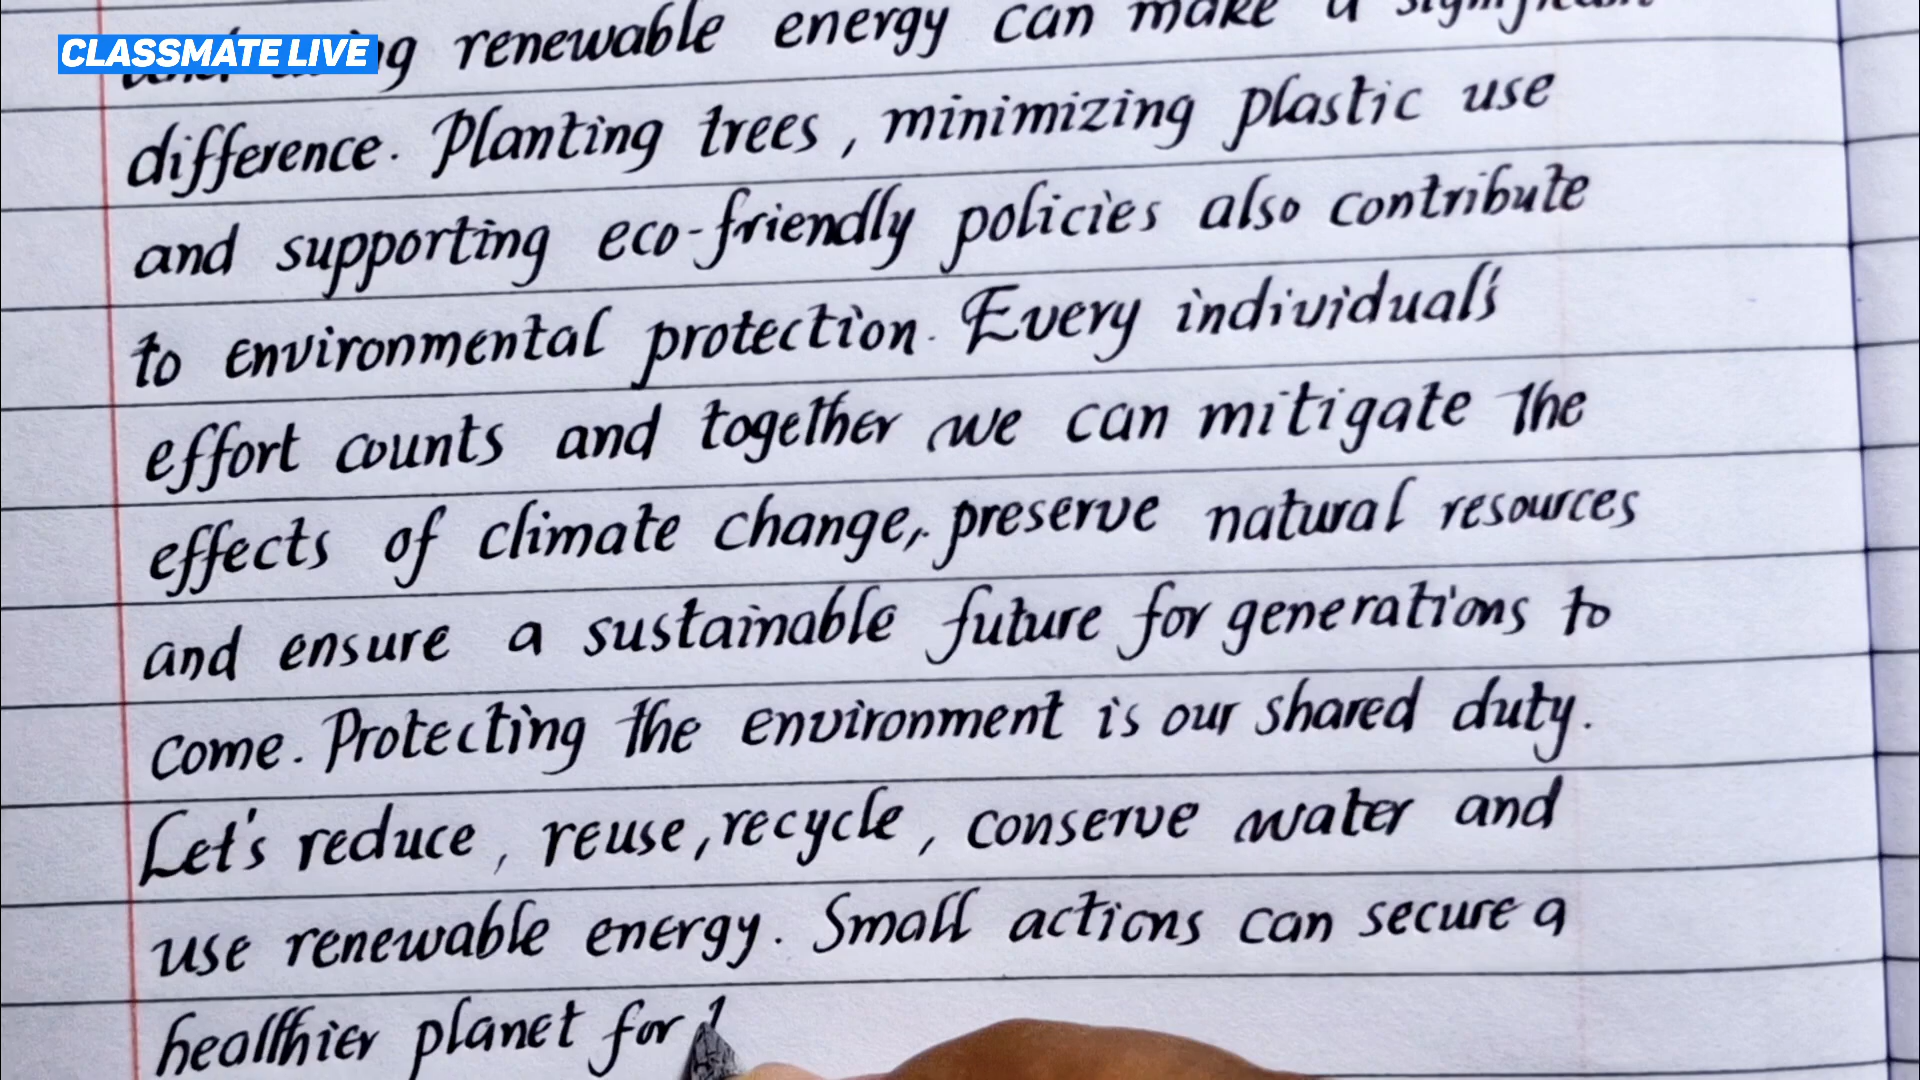 CLASSMATE LIVE
renewable energy can make a significant
difference. Planting trees, minimizing plastic use
and supporting eco-friendly policies also contribute
to environmental protection. Every individual's
effort counts and together we can mitigate the
effects of climate change, preserve natural resources
and ensure a sustainable future for generations to
come. Protecting the environment is our shared duty.
Let's reduce, reuse, recycle, conserve water and
use renewable energy. Small actions can secure a
healthier planet for